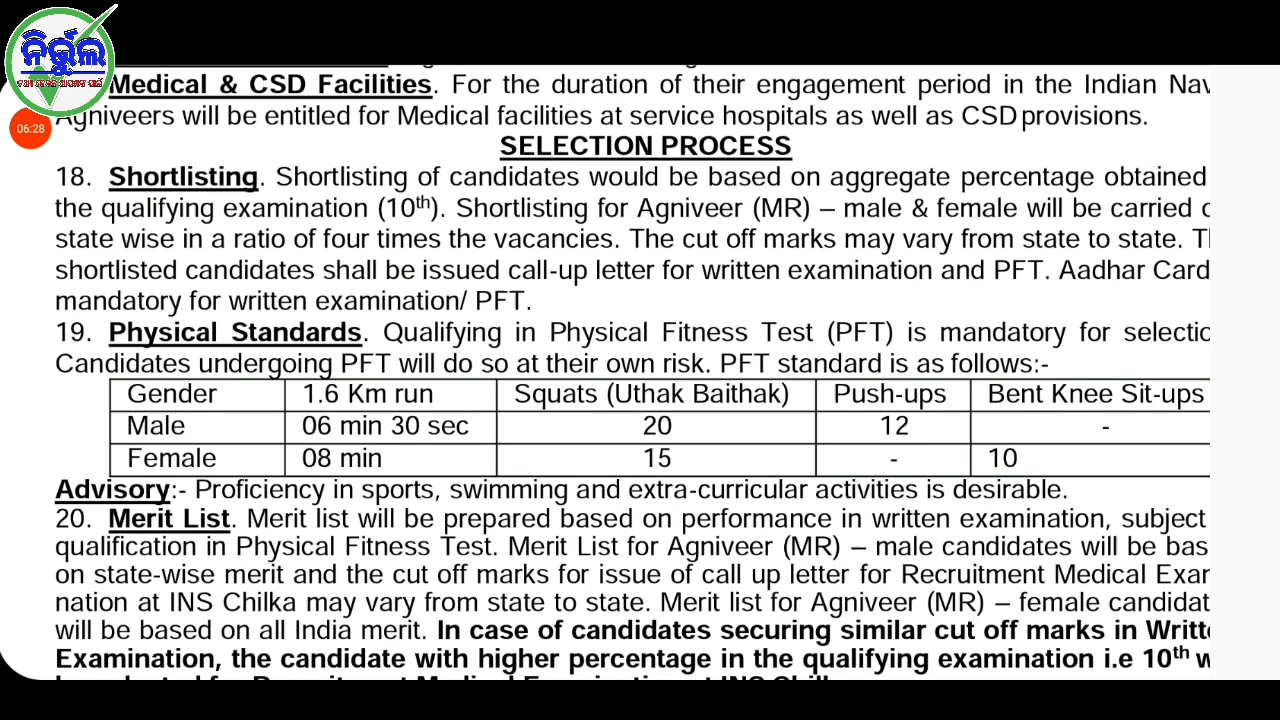 ନିର୍ଭୁଲ
06:28
Medical & CSD Facilities. For the duration of their engagement period in the Indian Nav
Agniveers will be entitled for Medical facilities at service hospitals as well as CSD provisions.
SELECTION PROCESS
18. Shortlisting. Shortlisting of candidates would be based on aggregate percentage obtained
the qualifying examination (10th). Shortlisting for Agniveer (MR) – male & female will be carried
state wise in a ratio of four times the vacancies. The cut off marks may vary from state to state.
shortlisted candidates shall be issued call-up letter for written examination and PFT. Aadhar Card
mandatory for written examination/ PFT.
19. Physical Standards. Qualifying in Physical Fitness Test (PFT) is mandatory for selectio
Candidates undergoing PFT will do so at their own risk. PFT standard is as follows:-
Gender 1.6 Km run Squats (Uthak Baithak) Push-ups Bent Knee Sit-ups
Male 06 min 30 sec 20 12 -
Female 08 min 15 - 10
Advisory:- Proficiency in sports, swimming and extra-curricular activities is desirable.
20. Merit List. Merit list will be prepared based on performance in written examination, subject
qualification in Physical Fitness Test. Merit List for Agniveer (MR) – male candidates will be bas
on state-wise merit and the cut off marks for issue of call up letter for Recruitment Medical Exar
nation at INS Chilka may vary from state to state. Merit list for Agniveer (MR) – female candidat
will be based on all India merit. In case of candidates securing similar cut off marks in Writt
Examination, the candidate with higher percentage in the qualifying examination i.e 10th w